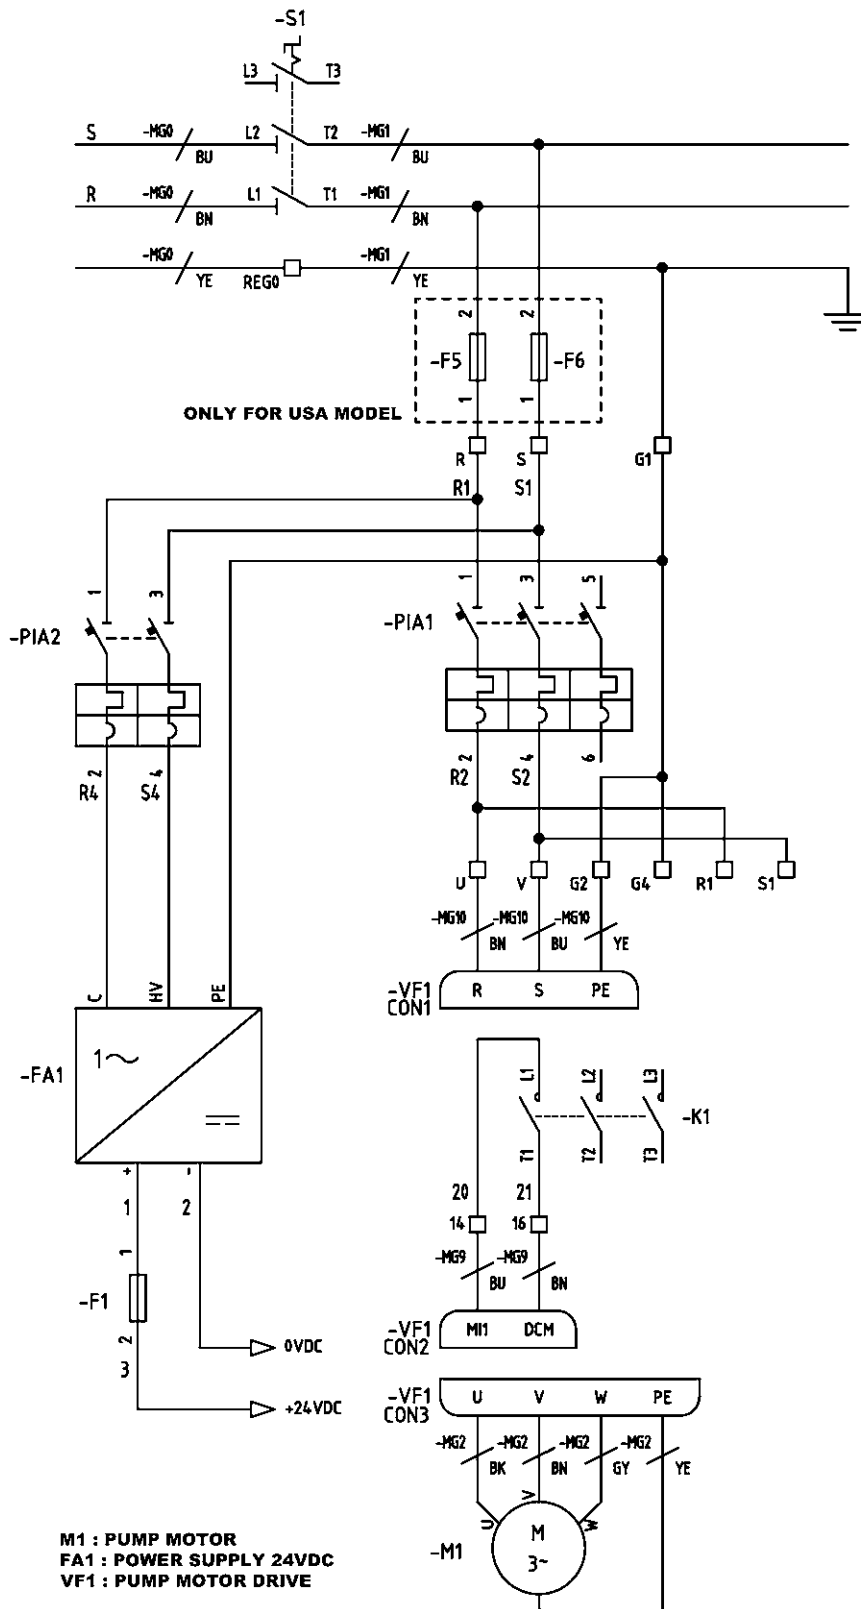 -S1
L3 T3
S -MG0 BU L2 T2 -MG1 BU
R -MG0 BN L1 T1 -MG1 BN
-MG0 YE REG0 -MG1 YE
2 2
-F5 -F6
1 1
ONLY FOR USA MODEL
R S G1
R1 S1
1 3 1 3 5
-PIA2 -PIA1
2 4 6
R2 S2
2 4
R4 S4
U V G2 G4 R1 S1
-MG10 BN -MG10 BU -MG10 YE
C HV PE
-VF1 R S PE
CON1
1~
-FA1
L1 L2 L3
-K1
T1 T2 T3
+ -
1 2
20 21
14 16
-MG9 BU -MG9 BN
1
-F1
2
3
-VF1 MI1 DCM
CON2
0VDC
+24VDC
-VF1 U V W PE
CON3
-MG2 BK -MG2 BN -MG2 GY -MG2 YE
U V W
M
3~
-M1
M1 : PUMP MOTOR
FA1 : POWER SUPPLY 24VDC
VF1 : PUMP MOTOR DRIVE